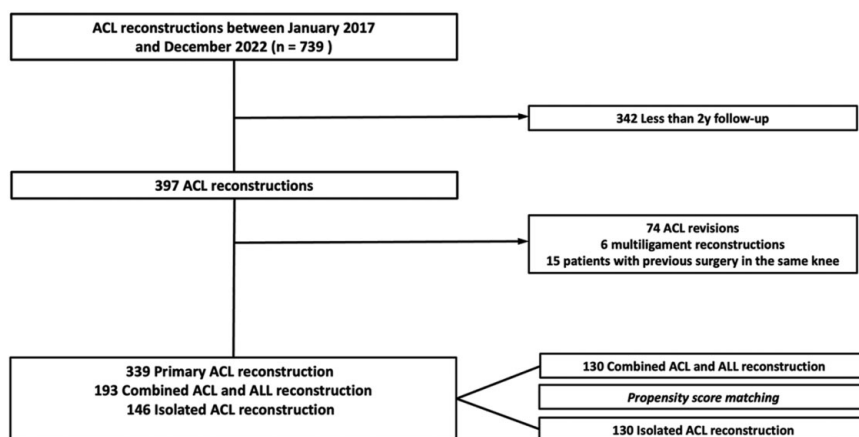 ACL reconstructions between January 2017
and December 2022 (n = 739 )
342 Less than 2y follow-up
397 ACL reconstructions
74 ACL revisions
6 multiligament reconstructions
15 patients with previous surgery in the same knee
339 Primary ACL reconstruction
193 Combined ACL and ALL reconstruction
146 Isolated ACL reconstruction
130 Combined ACL and ALL reconstruction
Propensity score matching
130 Isolated ACL reconstruction